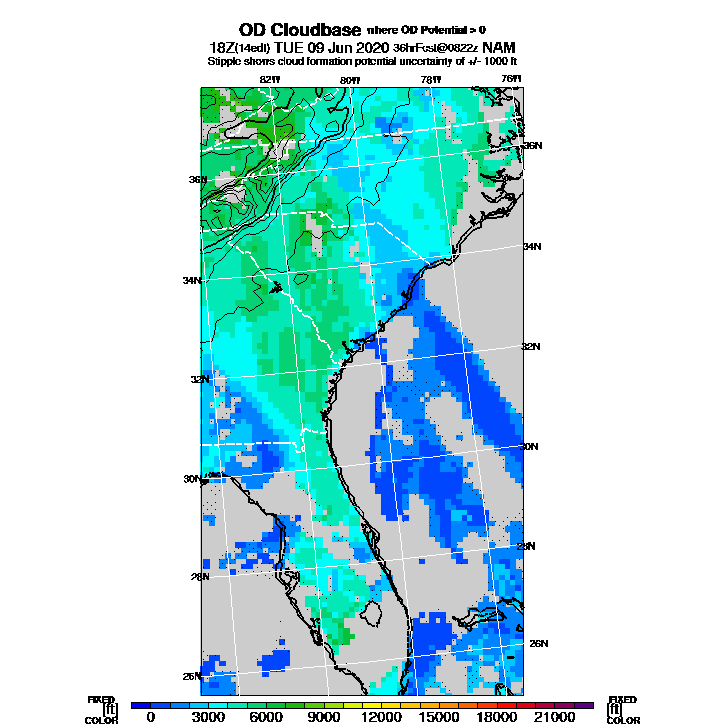 OD Cloudbase where OD Potential > 0
18Z(14edt) TUE 09 Jun 2020 36hrFcst@0822z NAM
Stipple shows cloud formation potential uncertainty of +/- 1000 ft
82W 80W 78W 76W
36N 36N
34N 34N
32N 32N
30N 30N
28N 28N
26N 26N
FIXED FIXED
[ft] 0 3000 6000 9000 12000 15000 18000 21000 [ft]
COLOR COLOR